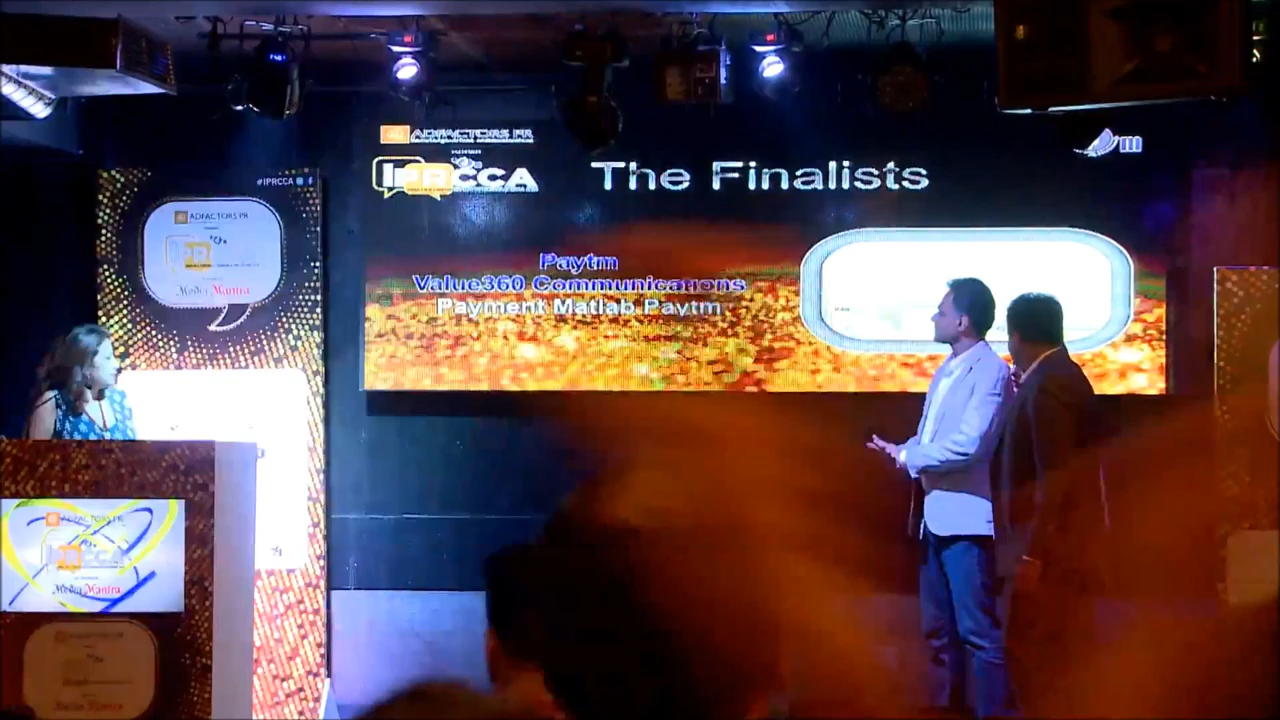 ADFACTORS PR
IPRCCA
The Finalists
Paytm
Value360 Communications
Payment Matlab Paytm
#IPRCCA
ADFACTORS PR
Media Mantra
ADFACTORS PR
IPRCCA
Media Mantra